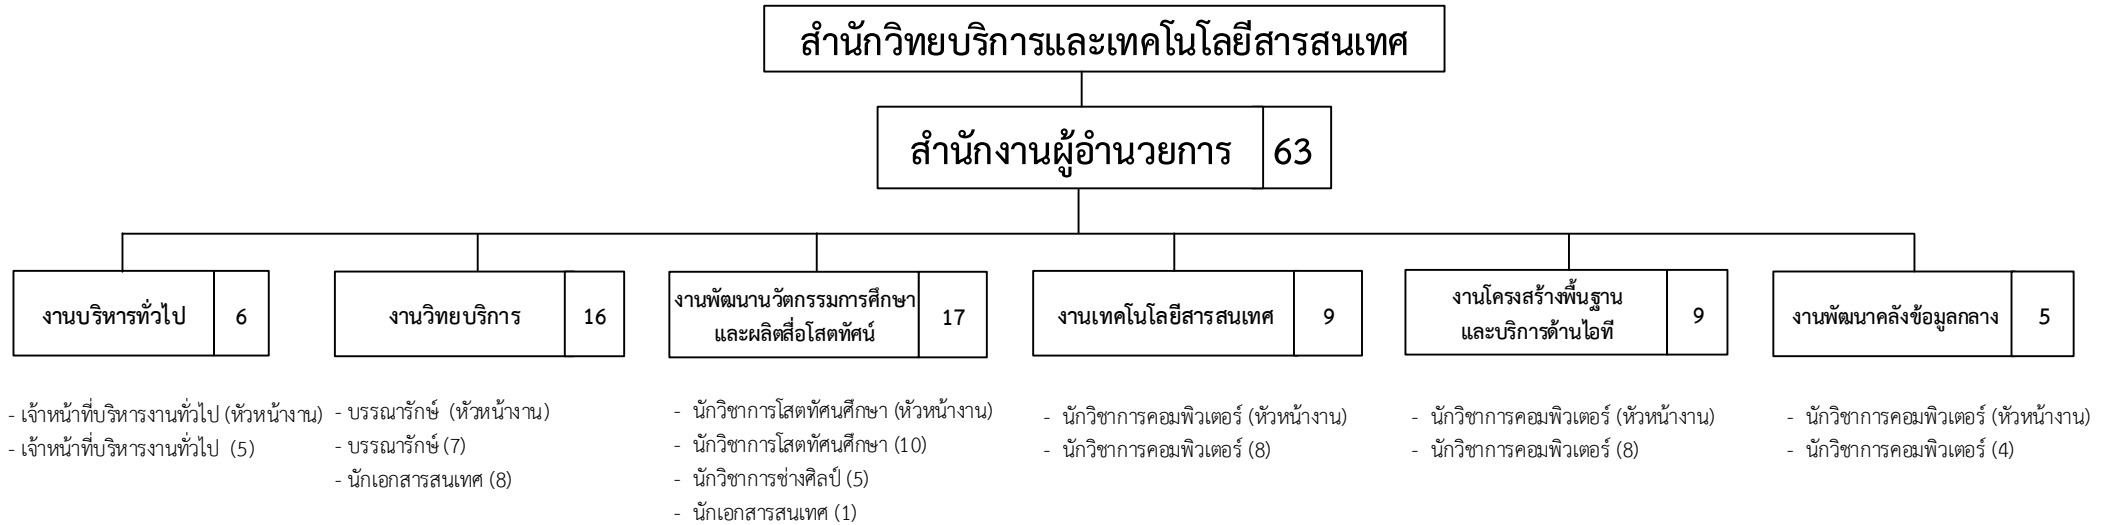 สำนักวิทยบริการและเทคโนโลยีสารสนเทศ
สำนักงานผู้อำนวยการ 63
งานบริหารทั่วไป 6
- เจ้าหน้าที่บริหารงานทั่วไป (หัวหน้างาน)
- เจ้าหน้าที่บริหารงานทั่วไป (5)
งานวิทยบริการ 16
- บรรณารักษ์ (หัวหน้างาน)
- บรรณารักษ์ (7)
- นักเอกสารสนเทศ (8)
งานพัฒนานวัตกรรมการศึกษา
และผลิตสื่อโสตทัศน์ 17
- นักวิชาการโสตทัศนศึกษา (หัวหน้างาน)
- นักวิชาการโสตทัศนศึกษา (10)
- นักวิชาการช่างศิลป์ (5)
- นักเอกสารสนเทศ (1)
งานเทคโนโลยีสารสนเทศ 9
- นักวิชาการคอมพิวเตอร์ (หัวหน้างาน)
- นักวิชาการคอมพิวเตอร์ (8)
งานโครงสร้างพื้นฐาน
และบริการด้านไอที 9
- นักวิชาการคอมพิวเตอร์ (หัวหน้างาน)
- นักวิชาการคอมพิวเตอร์ (8)
งานพัฒนาคลังข้อมูลกลาง 5
- นักวิชาการคอมพิวเตอร์ (หัวหน้างาน)
- นักวิชาการคอมพิวเตอร์ (4)